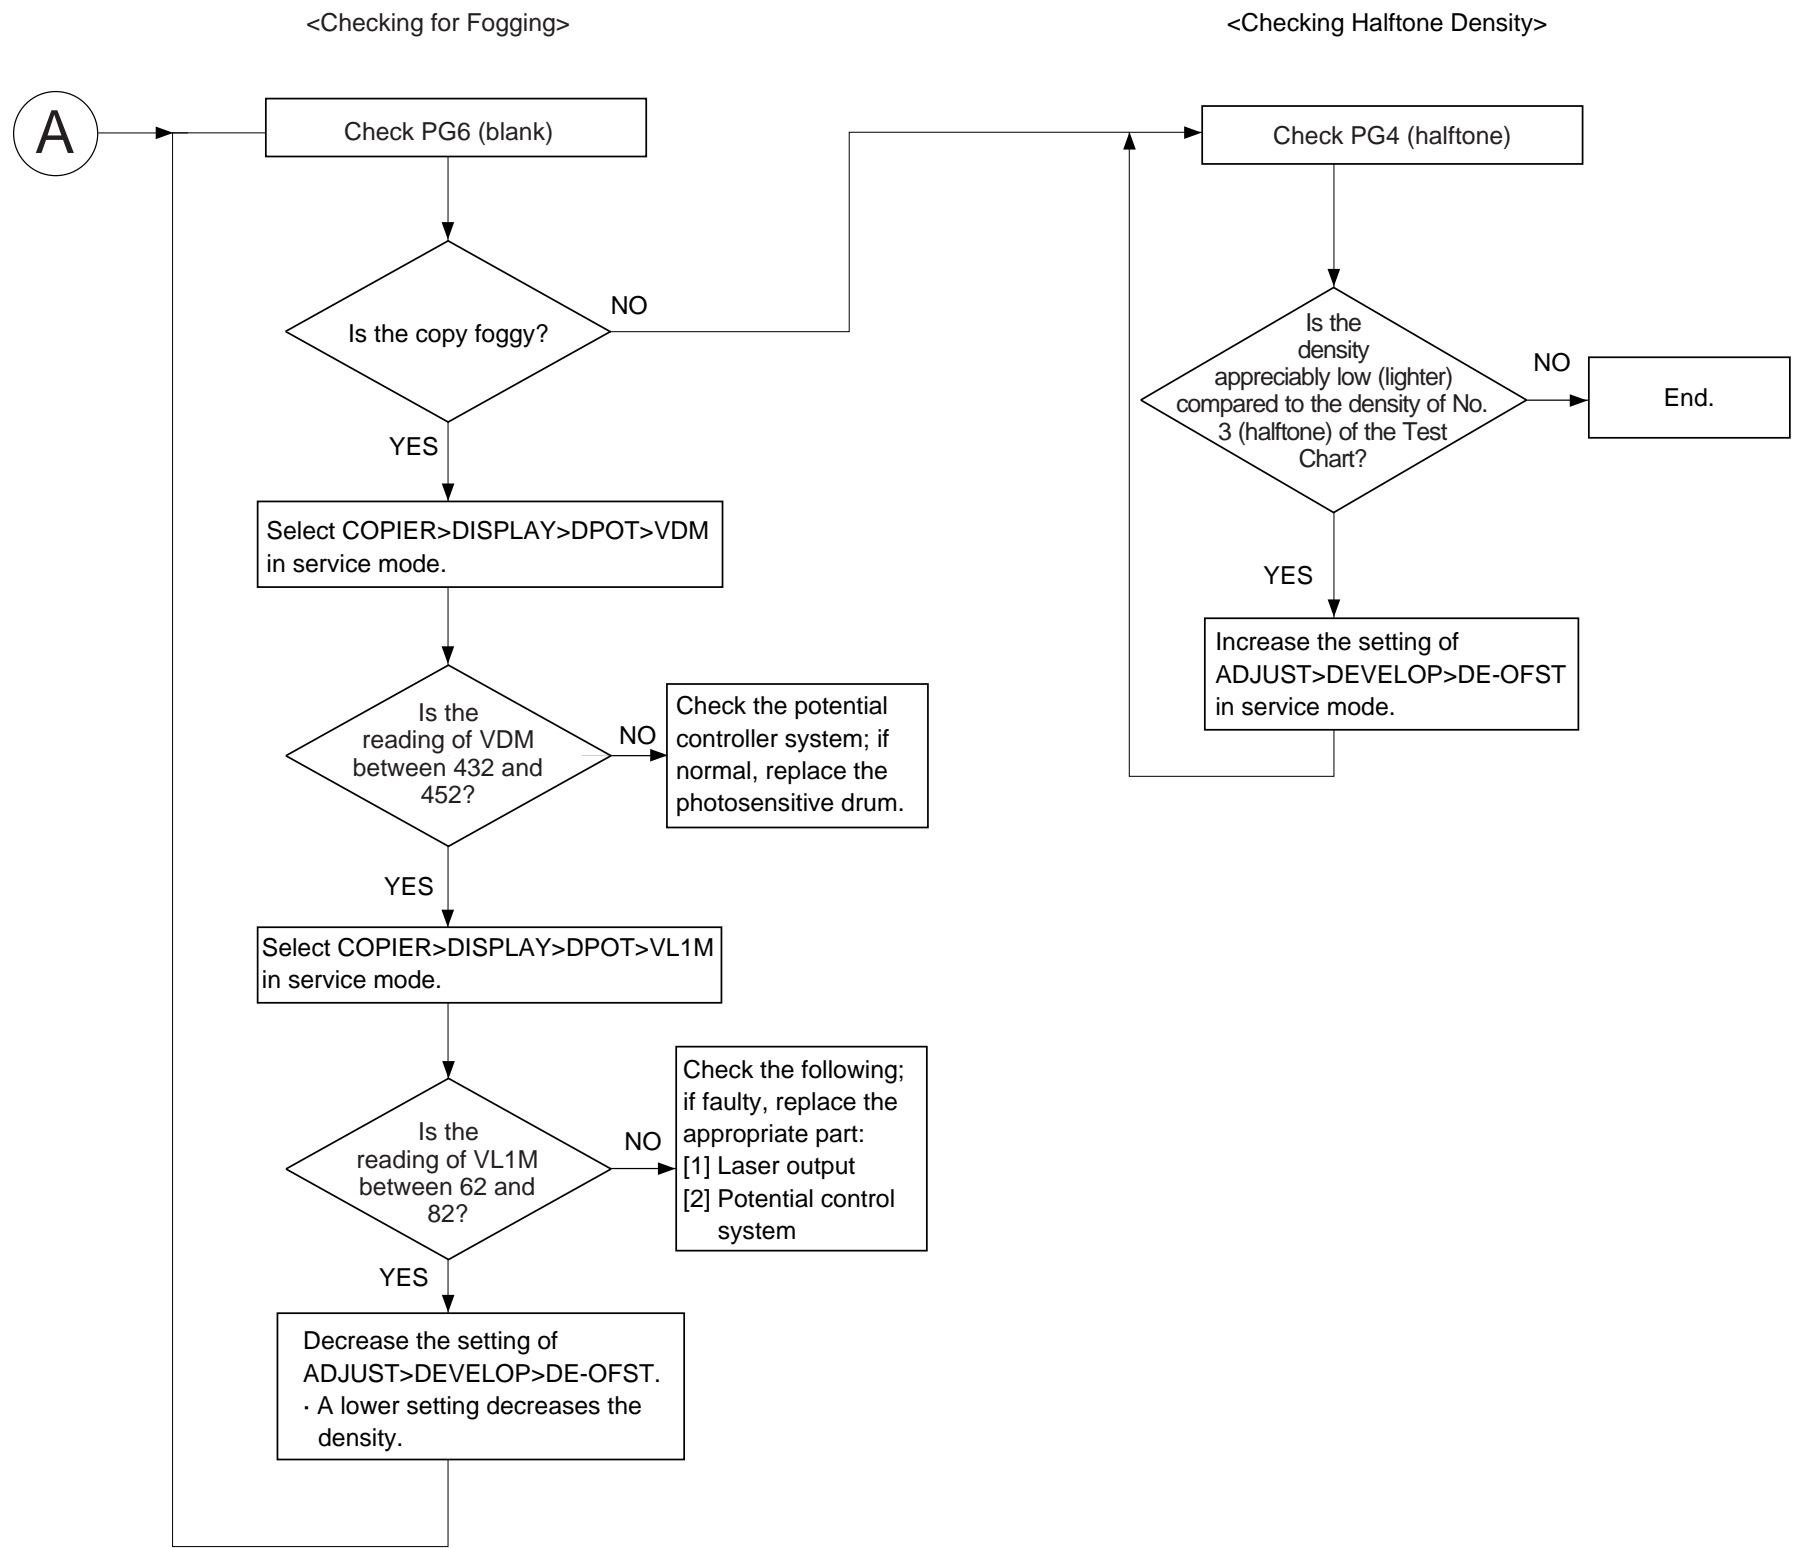 <Checking for Fogging>
A
Check PG6 (blank)
Is the copy foggy?
NO
YES
Select COPIER>DISPLAY>DPOT>VDM
in service mode.
Is the
reading of VDM
between 432 and
452?
NO
Check the potential
controller system; if
normal, replace the
photosensitive drum.
YES
Select COPIER>DISPLAY>DPOT>VL1M
in service mode.
Is the
reading of VL1M
between 62 and
82?
NO
Check the following;
if faulty, replace the
appropriate part:
[1] Laser output
[2] Potential control
system
YES
Decrease the setting of
ADJUST>DEVELOP>DE-OFST.
· A lower setting decreases the
density.
<Checking Halftone Density>
Check PG4 (halftone)
Is the
density
appreciably low (lighter)
compared to the density of No.
3 (halftone) of the Test
Chart?
NO
End.
YES
Increase the setting of
ADJUST>DEVELOP>DE-OFST
in service mode.